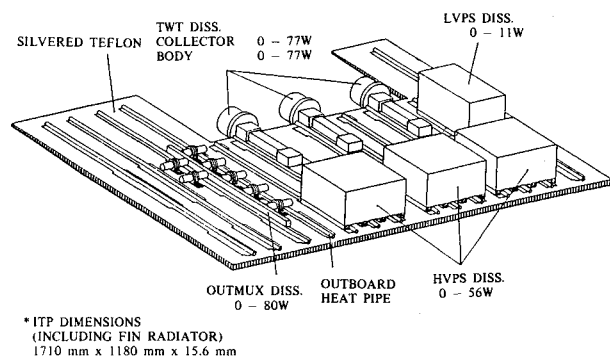 LVPS DISS.
0 – 11W
TWT DISS.
COLLECTOR 0 – 77W
BODY 0 – 77W
SILVERED TEFLON
OUTMUX DISS.
0 – 80W
OUTBOARD
HEAT PIPE
HVPS DISS.
0 – 56W
* ITP DIMENSIONS
(INCLUDING FIN RADIATOR)
1710 mm x 1180 mm x 15.6 mm